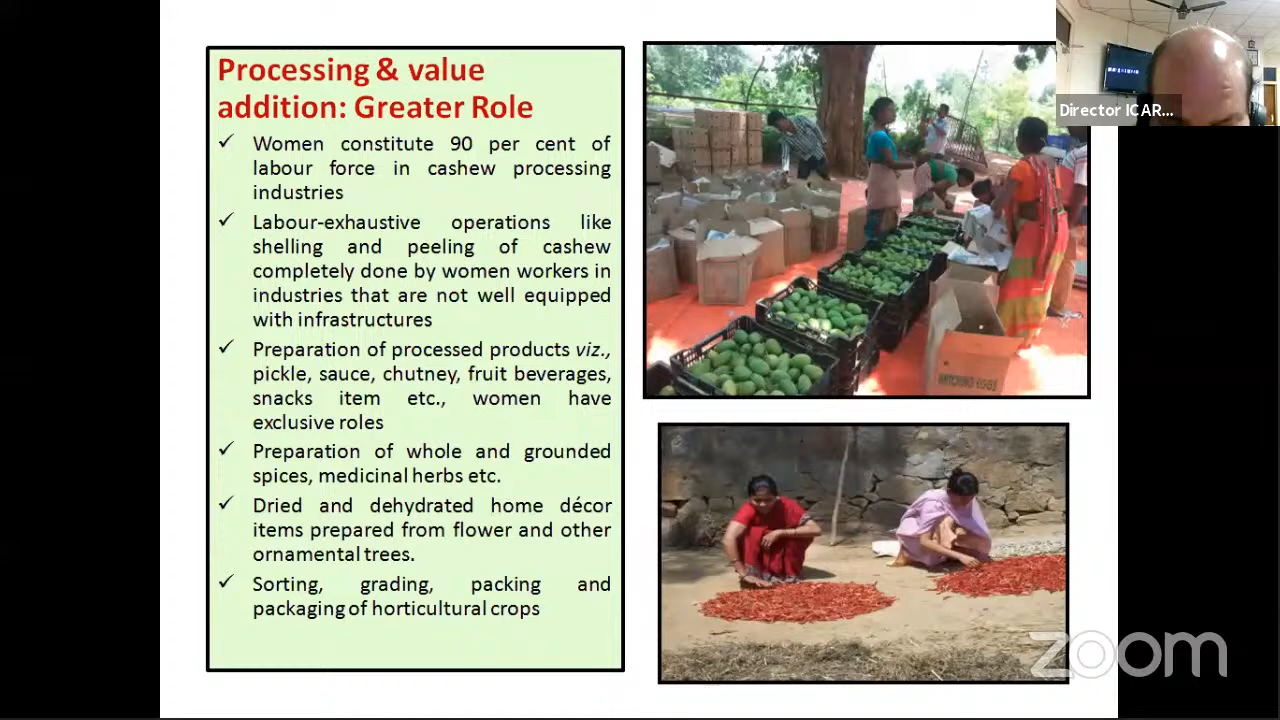 Processing & value
addition: Greater Role
✓ Women constitute 90 per cent of
labour force in cashew processing
industries
✓ Labour-exhaustive operations like
shelling and peeling of cashew
completely done by women workers in
industries that are not well equipped
with infrastructures
✓ Preparation of processed products viz.,
pickle, sauce, chutney, fruit beverages,
snacks item etc., women have
exclusive roles
✓ Preparation of whole and grounded
spices, medicinal herbs etc.
✓ Dried and dehydrated home décor
items prepared from flower and other
ornamental trees.
✓ Sorting, grading, packing and
packaging of horticultural crops
Director ICAR...
HATCHING EGGS
zoom